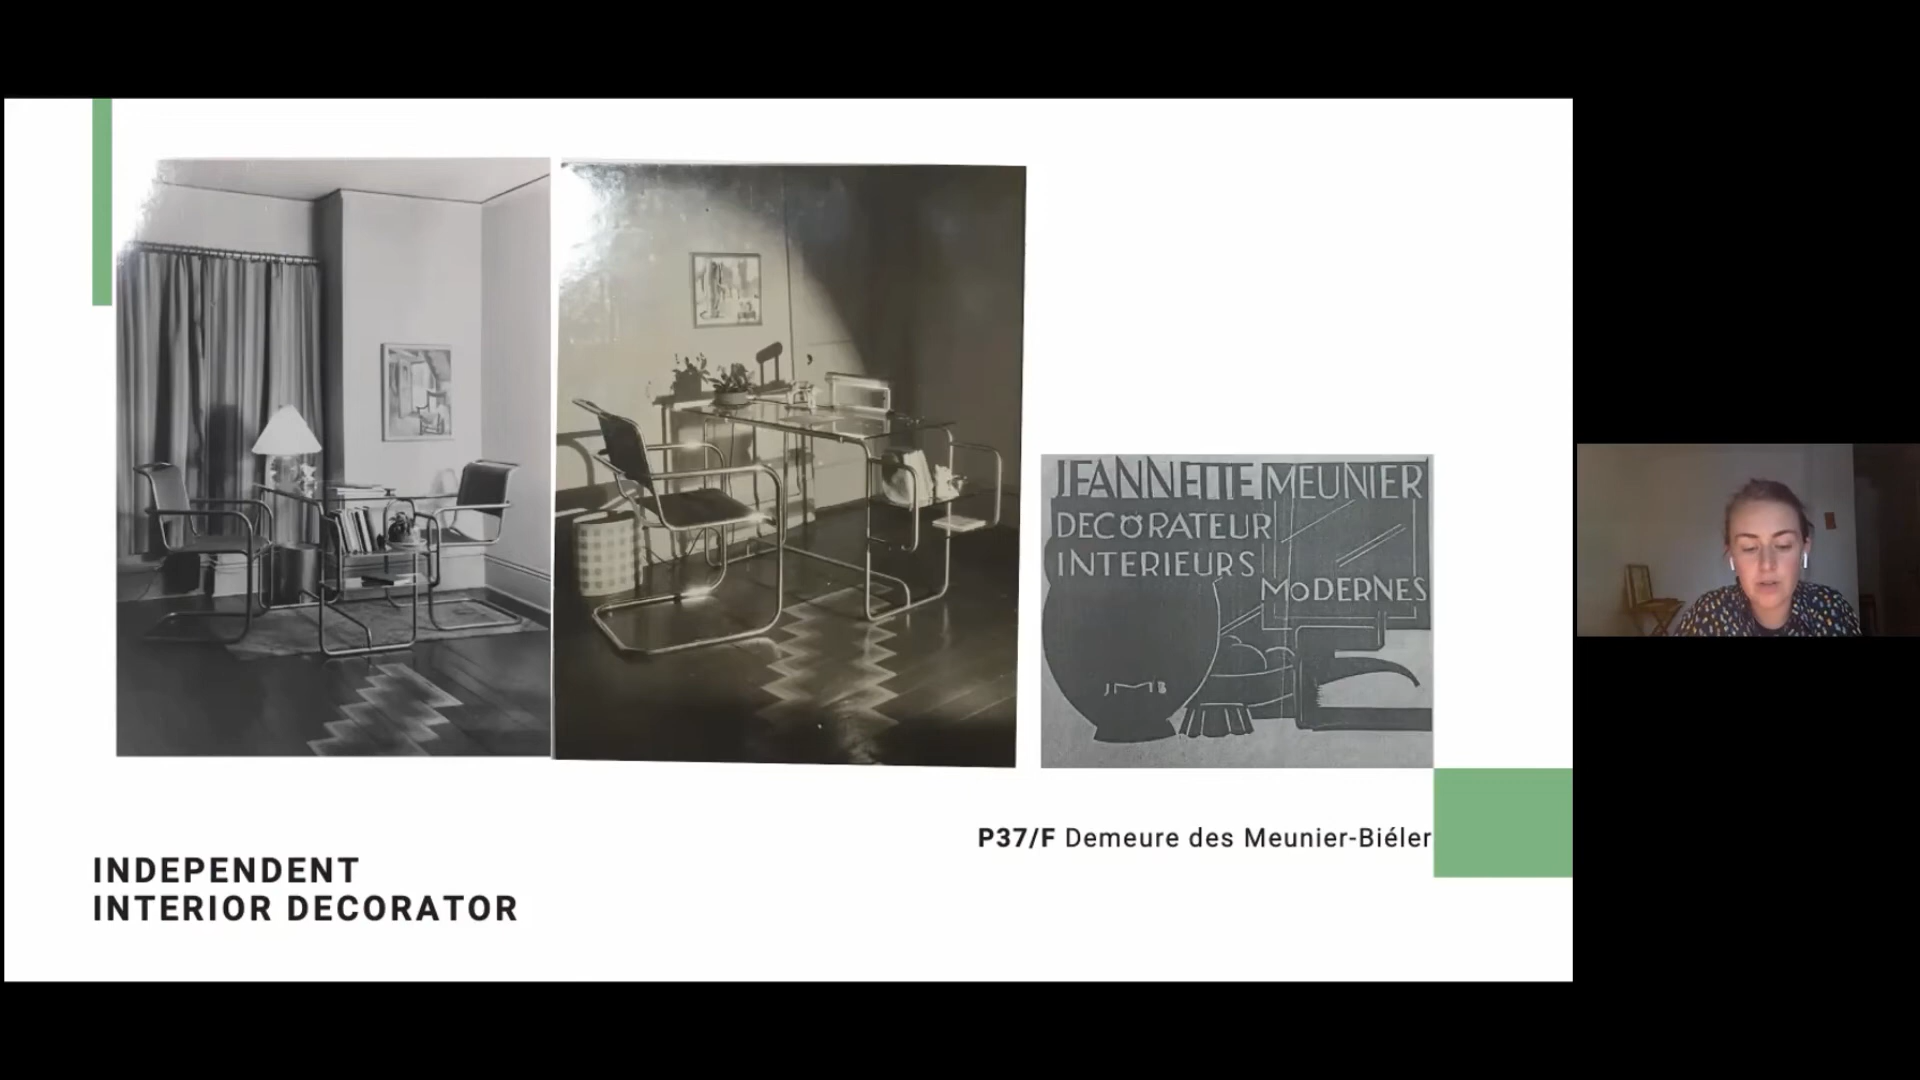 JEANNETTE MEUNIER
DECORATEUR
INTERIEURS
MODERNES
JMB
P37/F Demeure des Meunier-Biéler
INDEPENDENT
INTERIOR DECORATOR